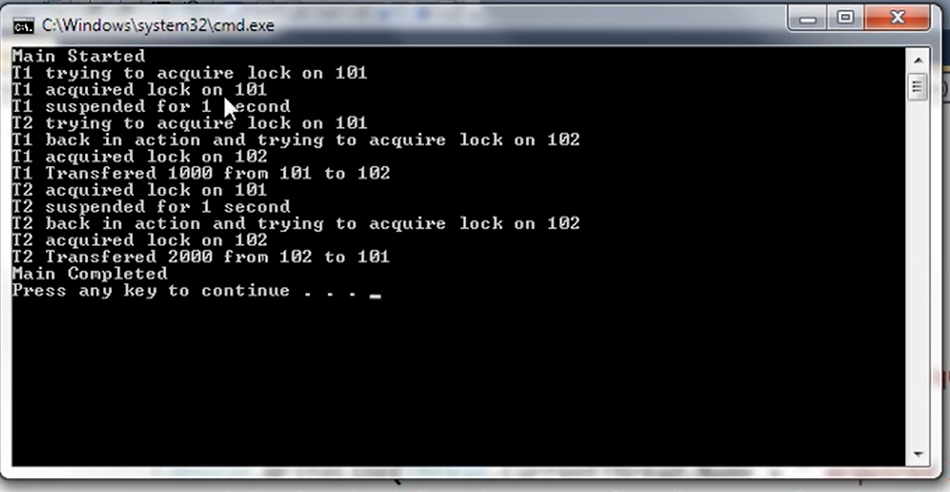 C:\Windows\system32\cmd.exe
Main Started
T1 trying to acquire lock on 101
T1 acquired lock on 101
T1 suspended for 1 second
T2 trying to acquire lock on 101
T1 back in action and trying to acquire lock on 102
T1 acquired lock on 102
T1 Transfered 1000 from 101 to 102
T2 acquired lock on 101
T2 suspended for 1 second
T2 back in action and trying to acquire lock on 102
T2 acquired lock on 102
T2 Transfered 2000 from 102 to 101
Main Completed
Press any key to continue . . . _